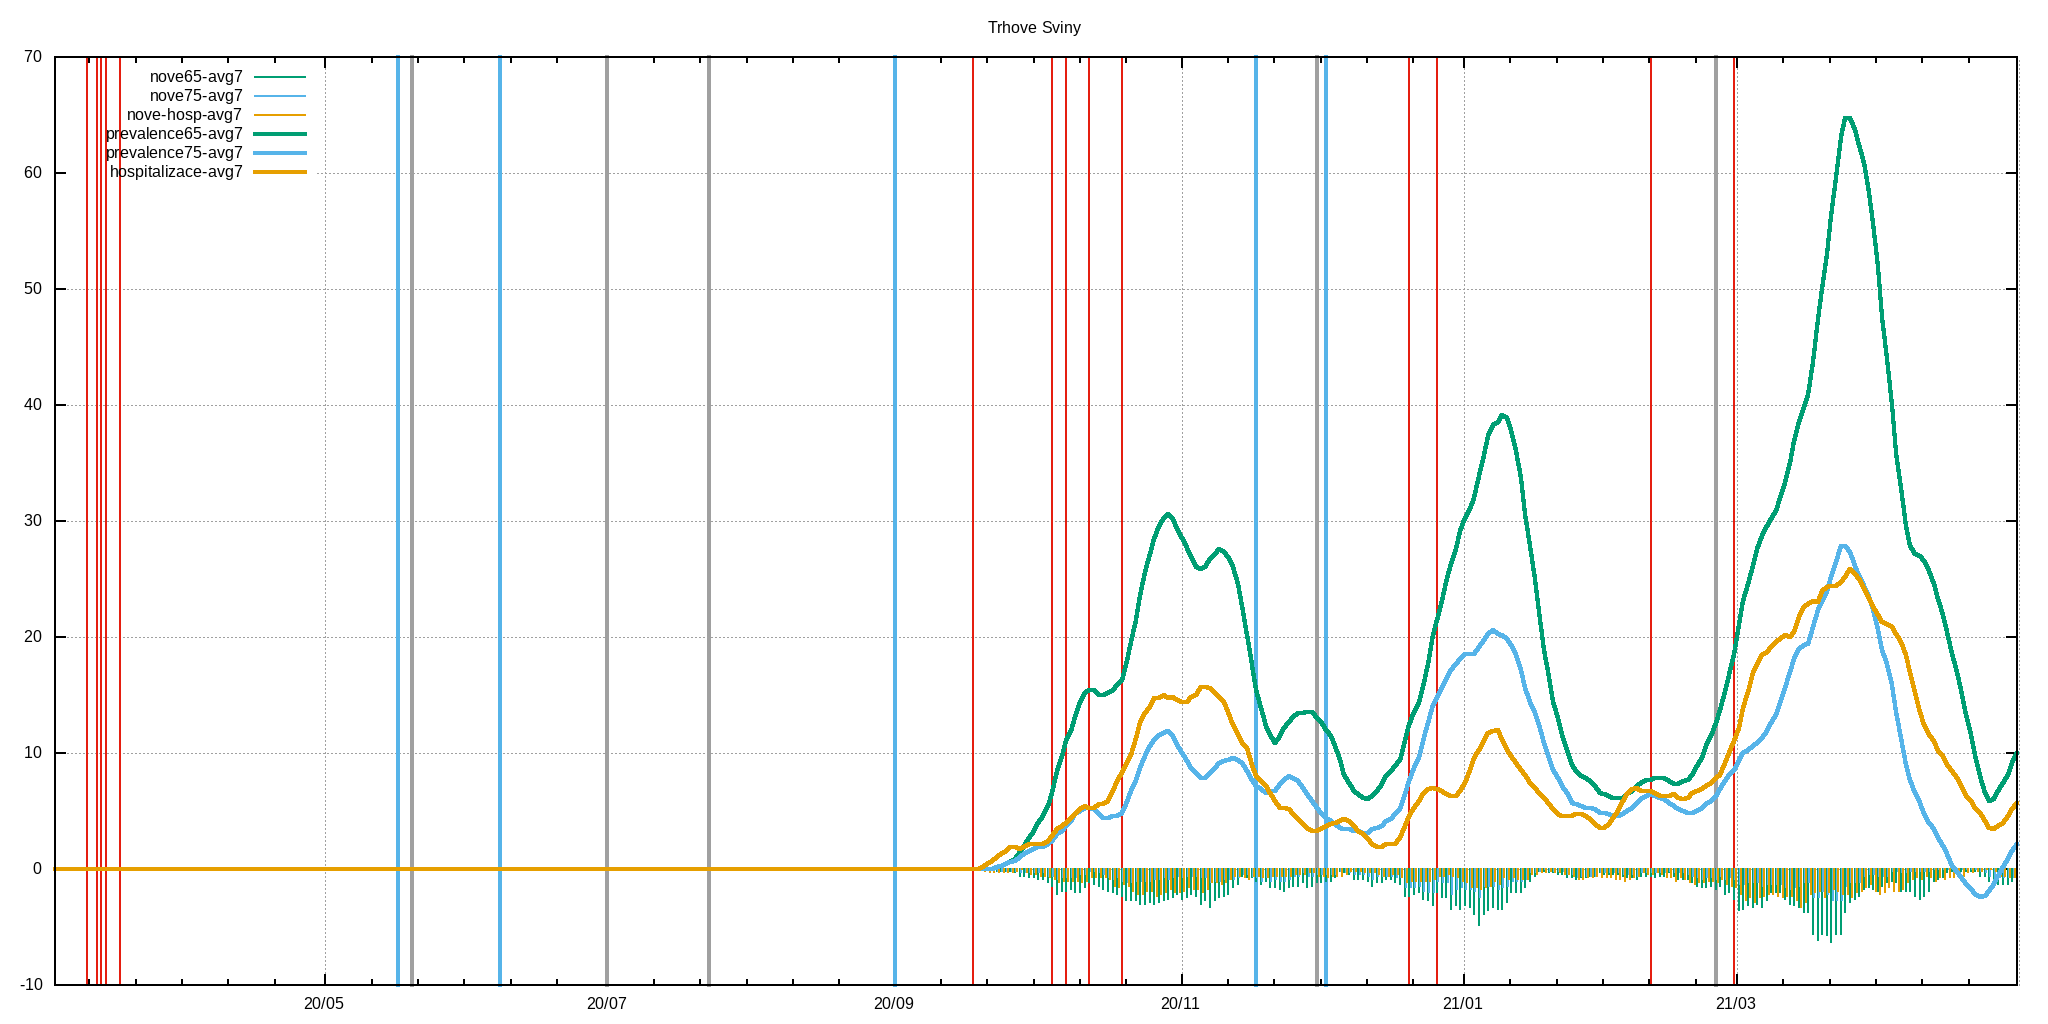 Trhove Sviny
70
60
50
40
30
20
10
0
-10
nove65-avg7
nove75-avg7
nove-hosp-avg7
prevalence65-avg7
prevalence75-avg7
hospitalizace-avg7
20/05 20/07 20/09 20/11 21/01 21/03